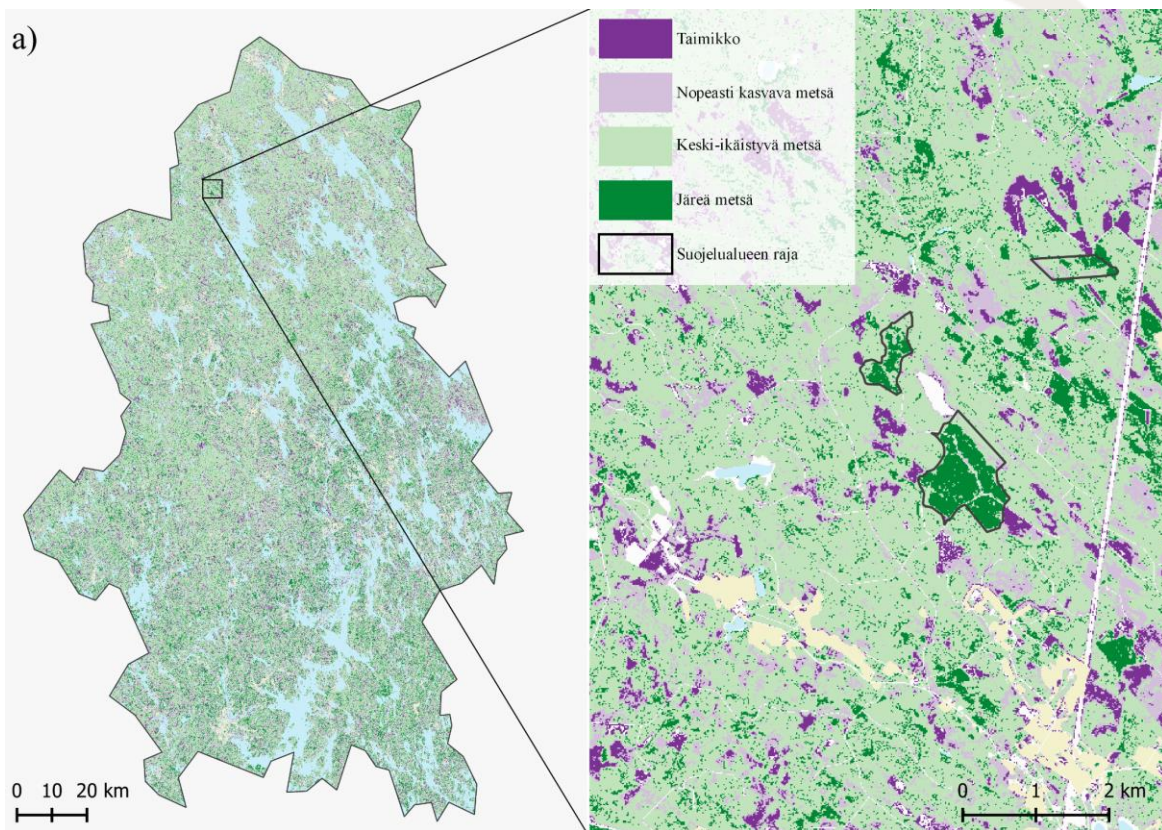 a)
Taimikko
Nopeasti kasvava metsä
Keski-ikäistyvä metsä
Järeä metsä
Suojelualueen raja
0 10 20 km
0 1 2 km